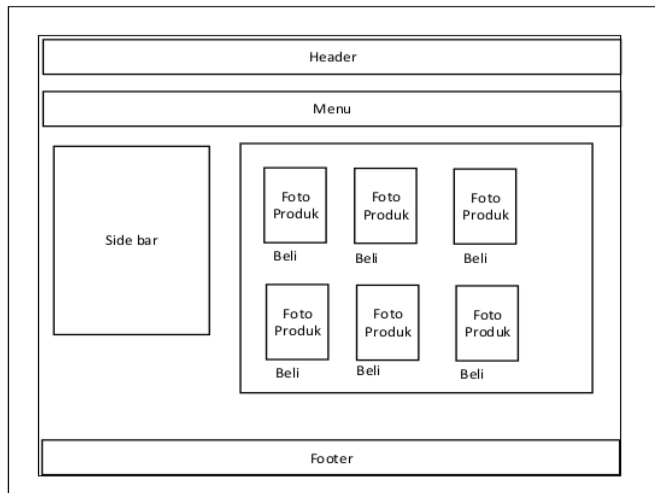 Header
Menu
Side bar
Foto Produk
Foto Produk
Foto Produk
Beli
Beli
Beli
Foto Produk
Foto Produk
Foto Produk
Beli
Beli
Beli
Footer